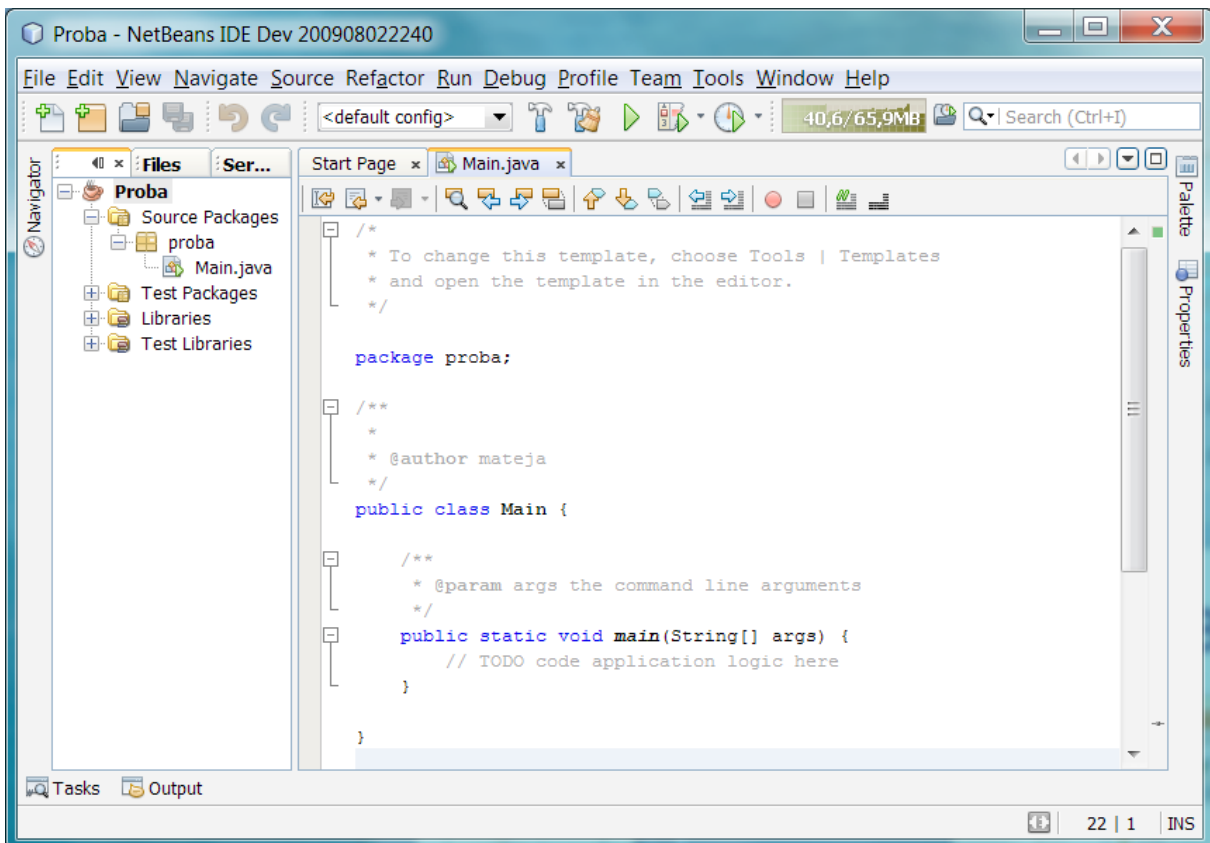 Proba - NetBeans IDE Dev 200908022240
File Edit View Navigate Source Refactor Run Debug Profile Team Tools Window Help
<default config> 40,6/65,9MB Search (Ctrl+I)
Navigator
Files Ser...
Proba
Source Packages
proba
Main.java
Test Packages
Libraries
Test Libraries
Start Page Main.java
/*
 * To change this template, choose Tools | Templates
 * and open the template in the editor.
 */
package proba;
/**
 *
 * @author mateja
 */
public class Main {
    /**
     * @param args the command line arguments
     */
    public static void main(String[] args) {
        // TODO code application logic here
    }
}
Palette
Properties
Tasks Output
22 | 1 INS